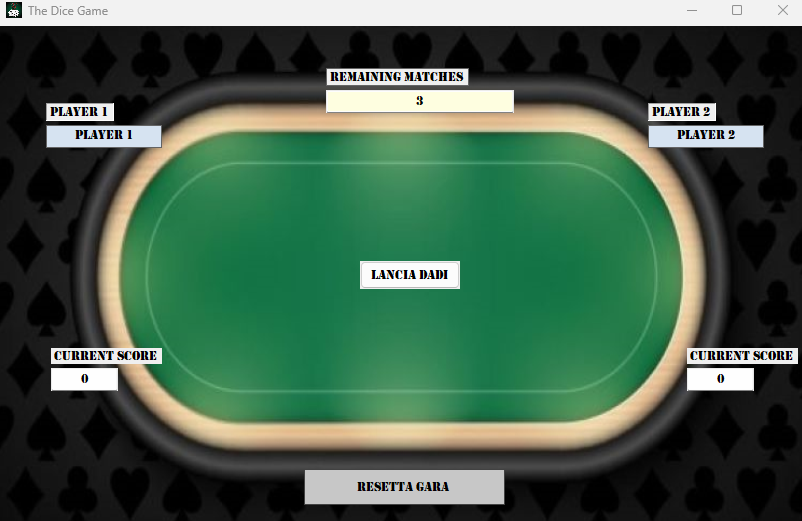 The Dice Game
REMAINING MATCHES
3
PLAYER 1
PLAYER 2
PLAYER 1
PLAYER 2
LANCIA DADI
CURRENT SCORE
CURRENT SCORE
0
0
RESETTA GARA